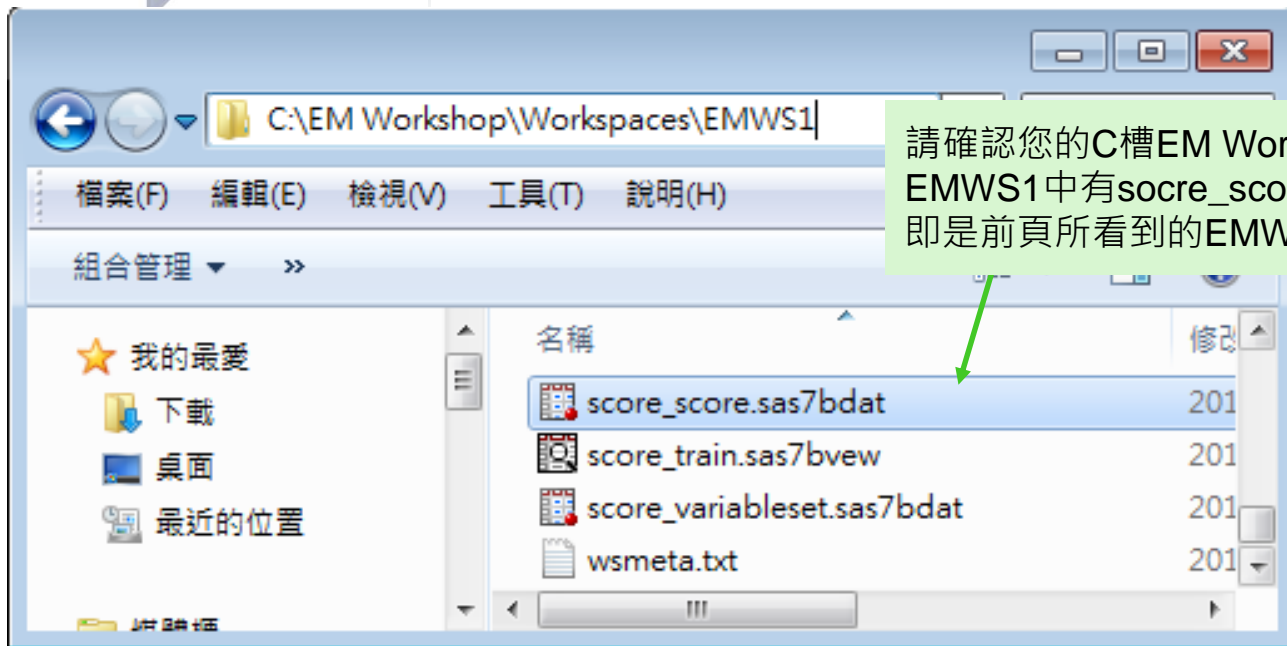 C:\EM Workshop\Workspaces\EMWS1
請確認您的C槽EM Wor
EMWS1中有socre_sco
即是前頁所看到的EMW
檔案(F) 編輯(E) 檢視(V) 工具(T) 說明(H)
組合管理 »
我的最愛
下載
桌面
最近的位置
名稱 修改
score_score.sas7bdat 201
score_train.sas7bvew 201
score_variableset.sas7bdat 201
wsmeta.txt 201